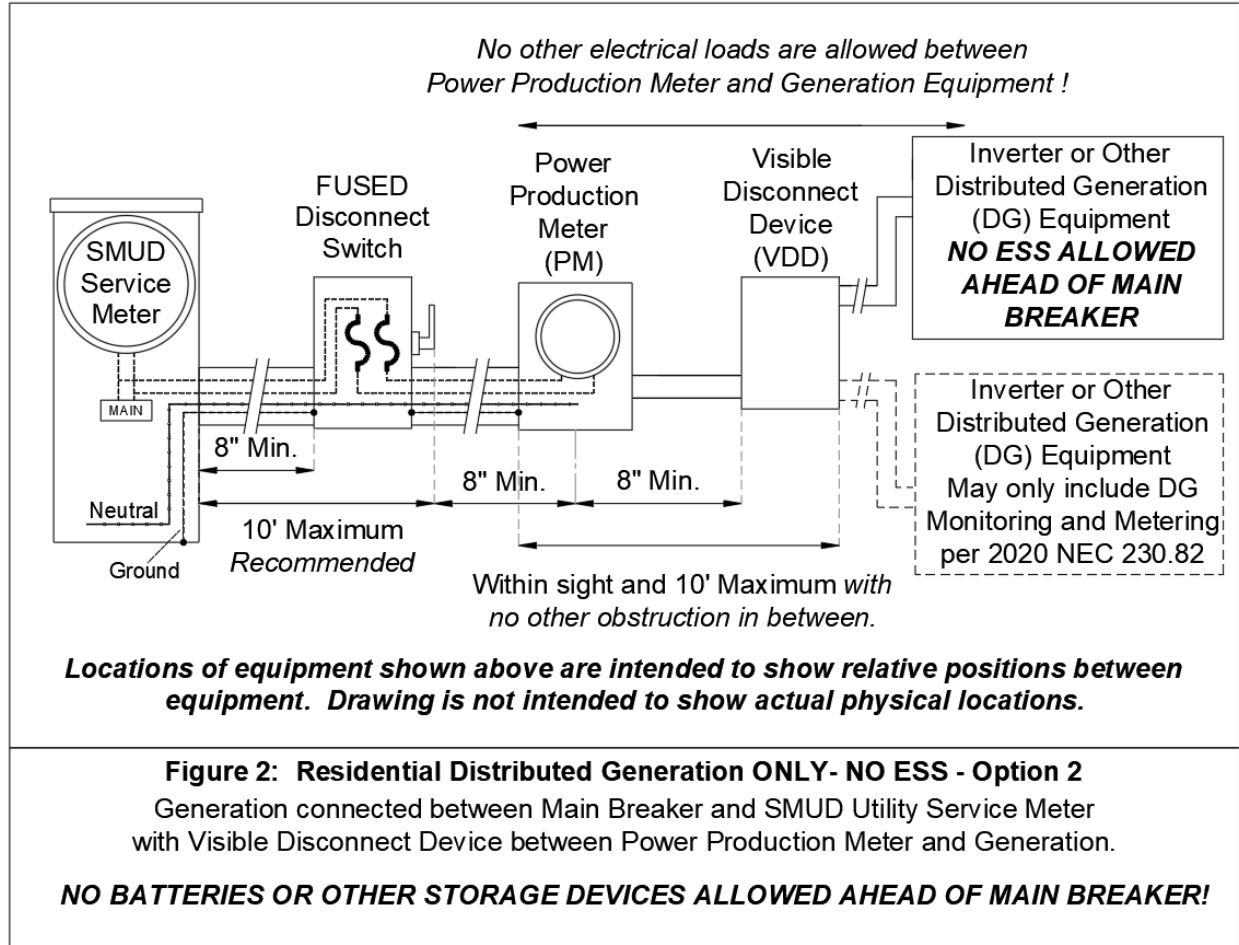 No other electrical loads are allowed between
Power Production Meter and Generation Equipment !
SMUD
Service
Meter
MAIN
Neutral
Ground
FUSED
Disconnect
Switch
Power
Production
Meter
(PM)
Visible
Disconnect
Device
(VDD)
Inverter or Other
Distributed Generation
(DG) Equipment
NO ESS ALLOWED
AHEAD OF MAIN
BREAKER
Inverter or Other
Distributed Generation
(DG) Equipment
May only include DG
Monitoring and Metering
per 2020 NEC 230.82
8" Min.
8" Min.
8" Min.
10' Maximum
Recommended
Within sight and 10' Maximum with
no other obstruction in between.
Locations of equipment shown above are intended to show relative positions between
equipment. Drawing is not intended to show actual physical locations.
Figure 2: Residential Distributed Generation ONLY- NO ESS - Option 2
Generation connected between Main Breaker and SMUD Utility Service Meter
with Visible Disconnect Device between Power Production Meter and Generation.
NO BATTERIES OR OTHER STORAGE DEVICES ALLOWED AHEAD OF MAIN BREAKER!